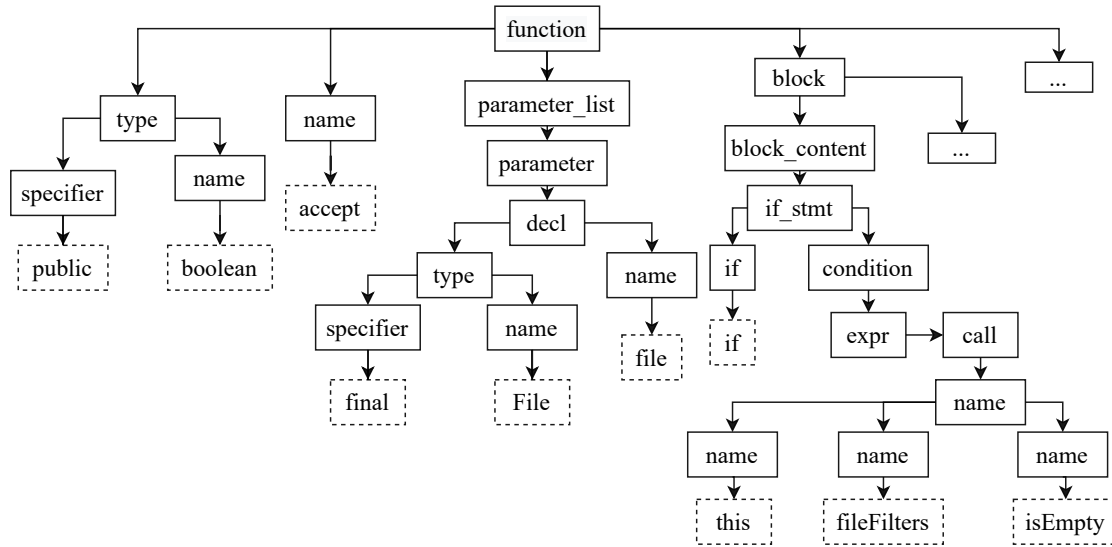 function
block
...
type
name
parameter_list
block_content
...
specifier
name
accept
parameter
if_stmt
public
boolean
decl
type
name
if
condition
specifier
name
file
if
expr
call
final
File
name
name
name
name
this
fileFilters
isEmpty